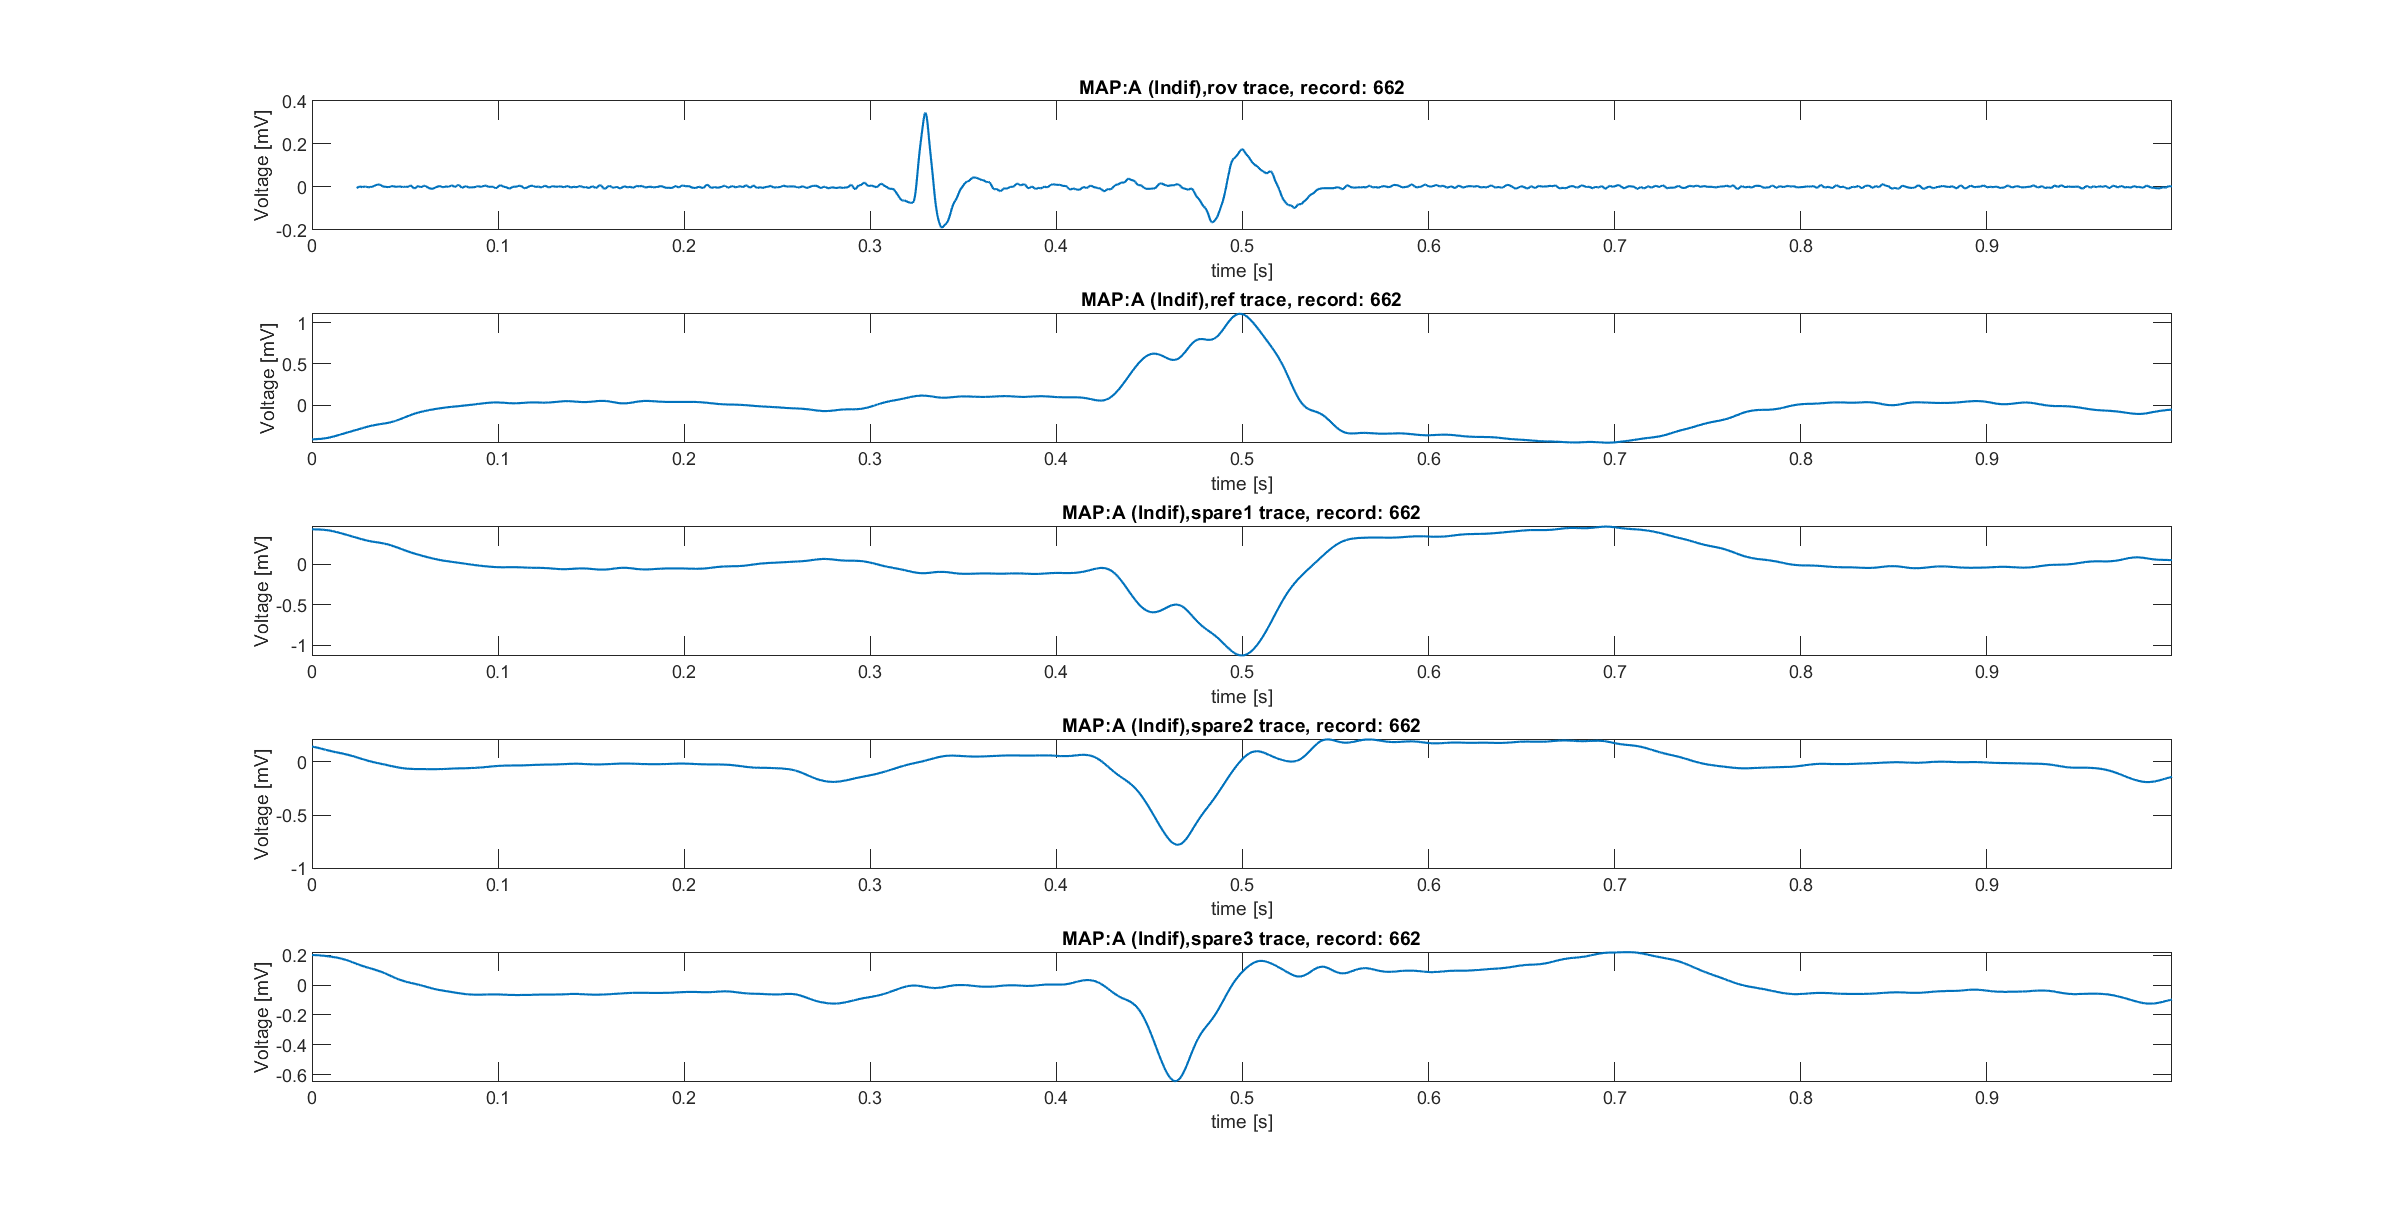 MAP:A (Indif),rov trace, record: 662
Voltage [mV]
0.4
0.2
0
-0.2
0 0.1 0.2 0.3 0.4 0.5 0.6 0.7 0.8 0.9
time [s]
MAP:A (Indif),ref trace, record: 662
Voltage [mV]
1
0.5
0
0 0.1 0.2 0.3 0.4 0.5 0.6 0.7 0.8 0.9
time [s]
MAP:A (Indif),spare1 trace, record: 662
Voltage [mV]
0
-0.5
-1
0 0.1 0.2 0.3 0.4 0.5 0.6 0.7 0.8 0.9
time [s]
MAP:A (Indif),spare2 trace, record: 662
Voltage [mV]
0
-0.5
-1
0 0.1 0.2 0.3 0.4 0.5 0.6 0.7 0.8 0.9
time [s]
MAP:A (Indif),spare3 trace, record: 662
Voltage [mV]
0.2
0
-0.2
-0.4
-0.6
0 0.1 0.2 0.3 0.4 0.5 0.6 0.7 0.8 0.9
time [s]